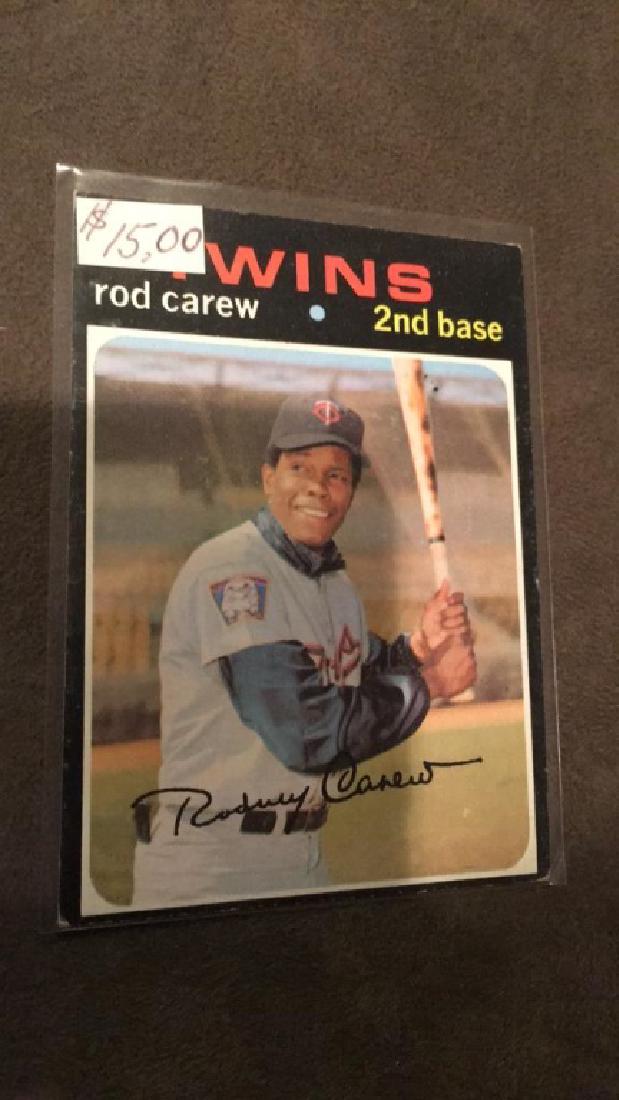 $15,00
TWINS
rod carew
2nd base
Rodney Carew